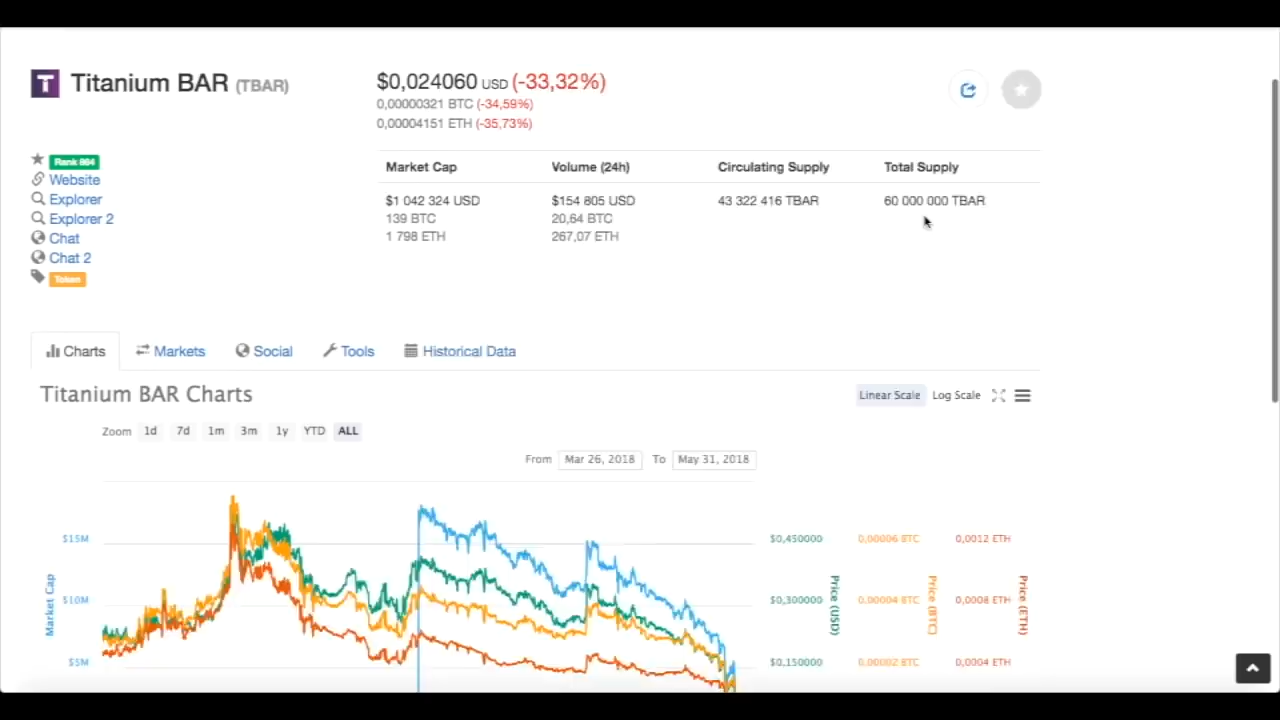 T Titanium BAR (TBAR)
$0,024060 USD (-33,32%)
0,00000321 BTC (-34,59%)
0,00004151 ETH (-35,73%)
Rank 864
Website
Explorer
Explorer 2
Chat
Chat 2
Token
Market Cap Volume (24h) Circulating Supply Total Supply
$1 042 324 USD $154 805 USD 43 322 416 TBAR 60 000 000 TBAR
139 BTC 20,64 BTC
1 798 ETH 267,07 ETH
Charts Markets Social Tools Historical Data
Titanium BAR Charts
Linear Scale Log Scale
Zoom 1d 7d 1m 3m 1y YTD ALL
From Mar 26, 2018 To May 31, 2018
$15M $0,450000 0,00006 BTC 0,0012 ETH
$10M $0,300000 0,00004 BTC 0,0008 ETH
$5M $0,150000 0,00002 BTC 0,0004 ETH
Market Cap
Price (USD)
Price (BTC)
Price (ETH)